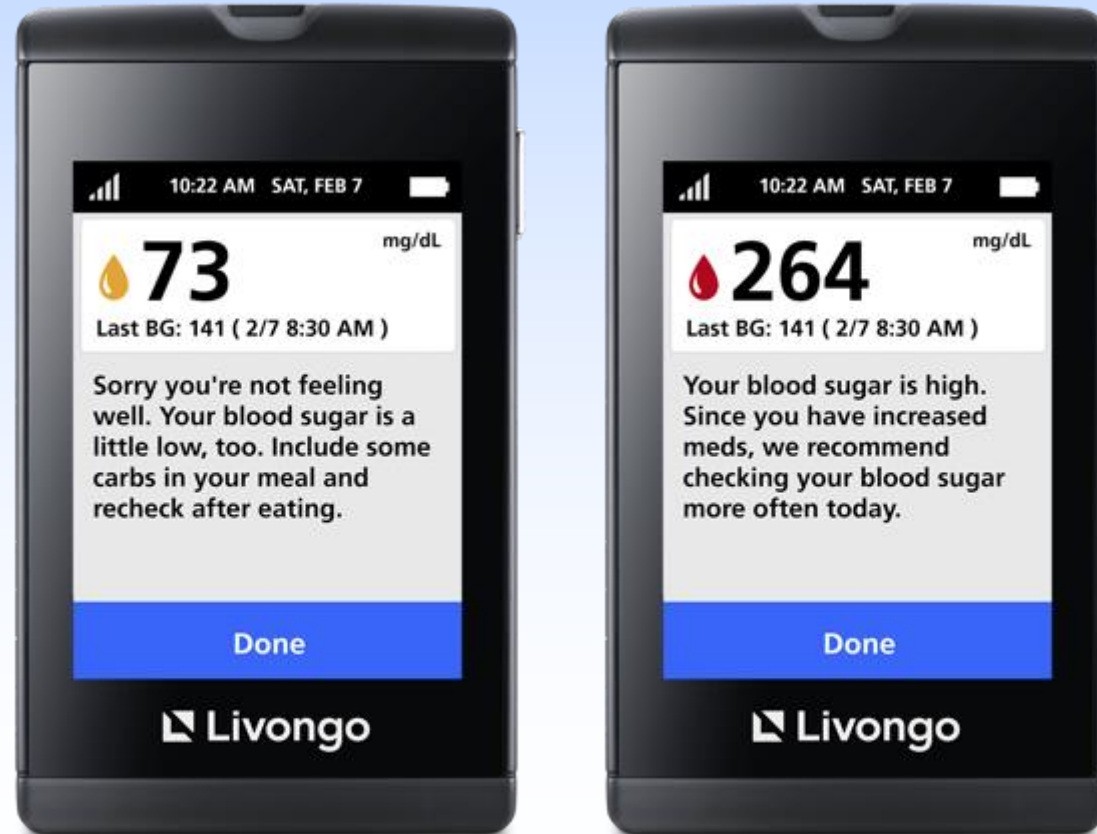 10:22 AM SAT, FEB 7
73 mg/dL
Last BG: 141 ( 2/7 8:30 AM )
Sorry you're not feeling
well. Your blood sugar is a
little low, too. Include some
carbs in your meal and
recheck after eating.
Done
Livongo
10:22 AM SAT, FEB 7
264 mg/dL
Last BG: 141 ( 2/7 8:30 AM )
Your blood sugar is high.
Since you have increased
meds, we recommend
checking your blood sugar
more often today.
Done
Livongo